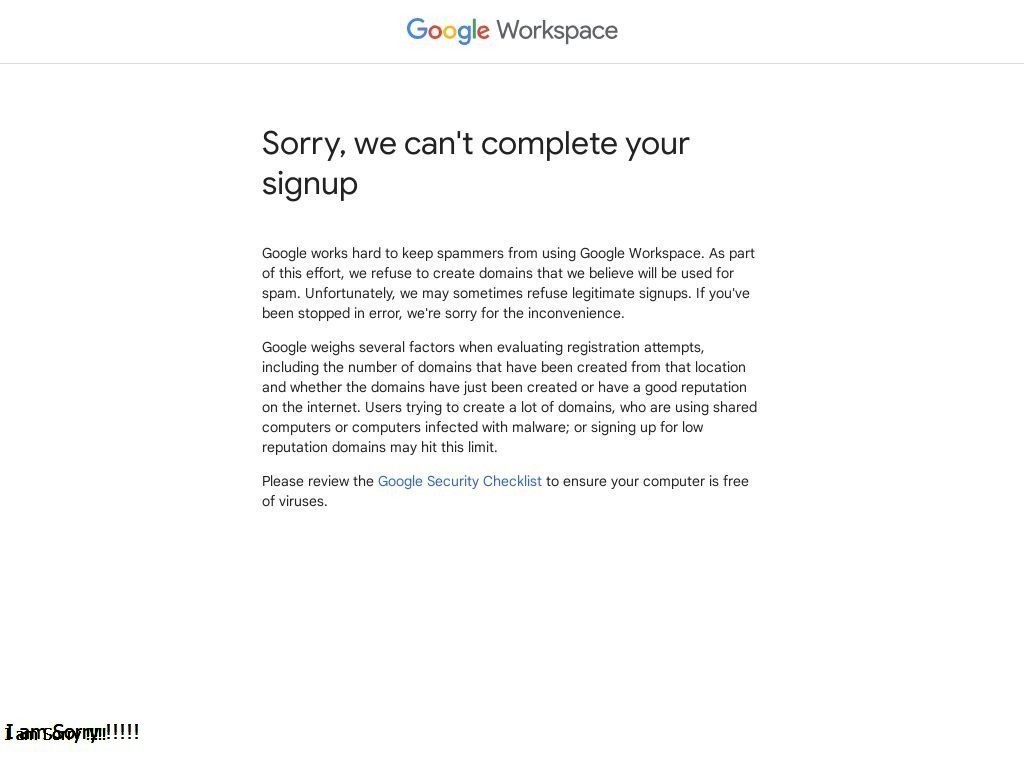 Google Workspace
Sorry, we can't complete your
signup
Google works hard to keep spammers from using Google Workspace. As part
of this effort, we refuse to create domains that we believe will be used for
spam. Unfortunately, we may sometimes refuse legitimate signups. If you've
been stopped in error, we're sorry for the inconvenience.
Google weighs several factors when evaluating registration attempts,
including the number of domains that have been created from that location
and whether the domains have just been created or have a good reputation
on the internet. Users trying to create a lot of domains, who are using shared
computers or computers infected with malware; or signing up for low
reputation domains may hit this limit.
Please review the Google Security Checklist to ensure your computer is free
of viruses.
I am Sorry !!!!!
I am Sorry !!!!!